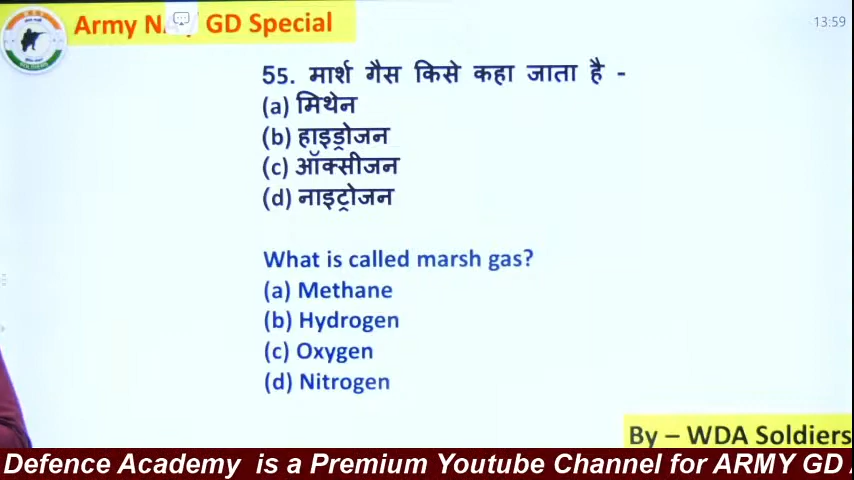 Army N GD Special
13:59
55. मार्श गैस किसे कहा जाता है -
(a) मिथेन
(b) हाइड्रोजन
(c) ऑक्सीजन
(d) नाइट्रोजन
What is called marsh gas?
(a) Methane
(b) Hydrogen
(c) Oxygen
(d) Nitrogen
By – WDA Soldiers
Defence Academy is a Premium Youtube Channel for ARMY GD